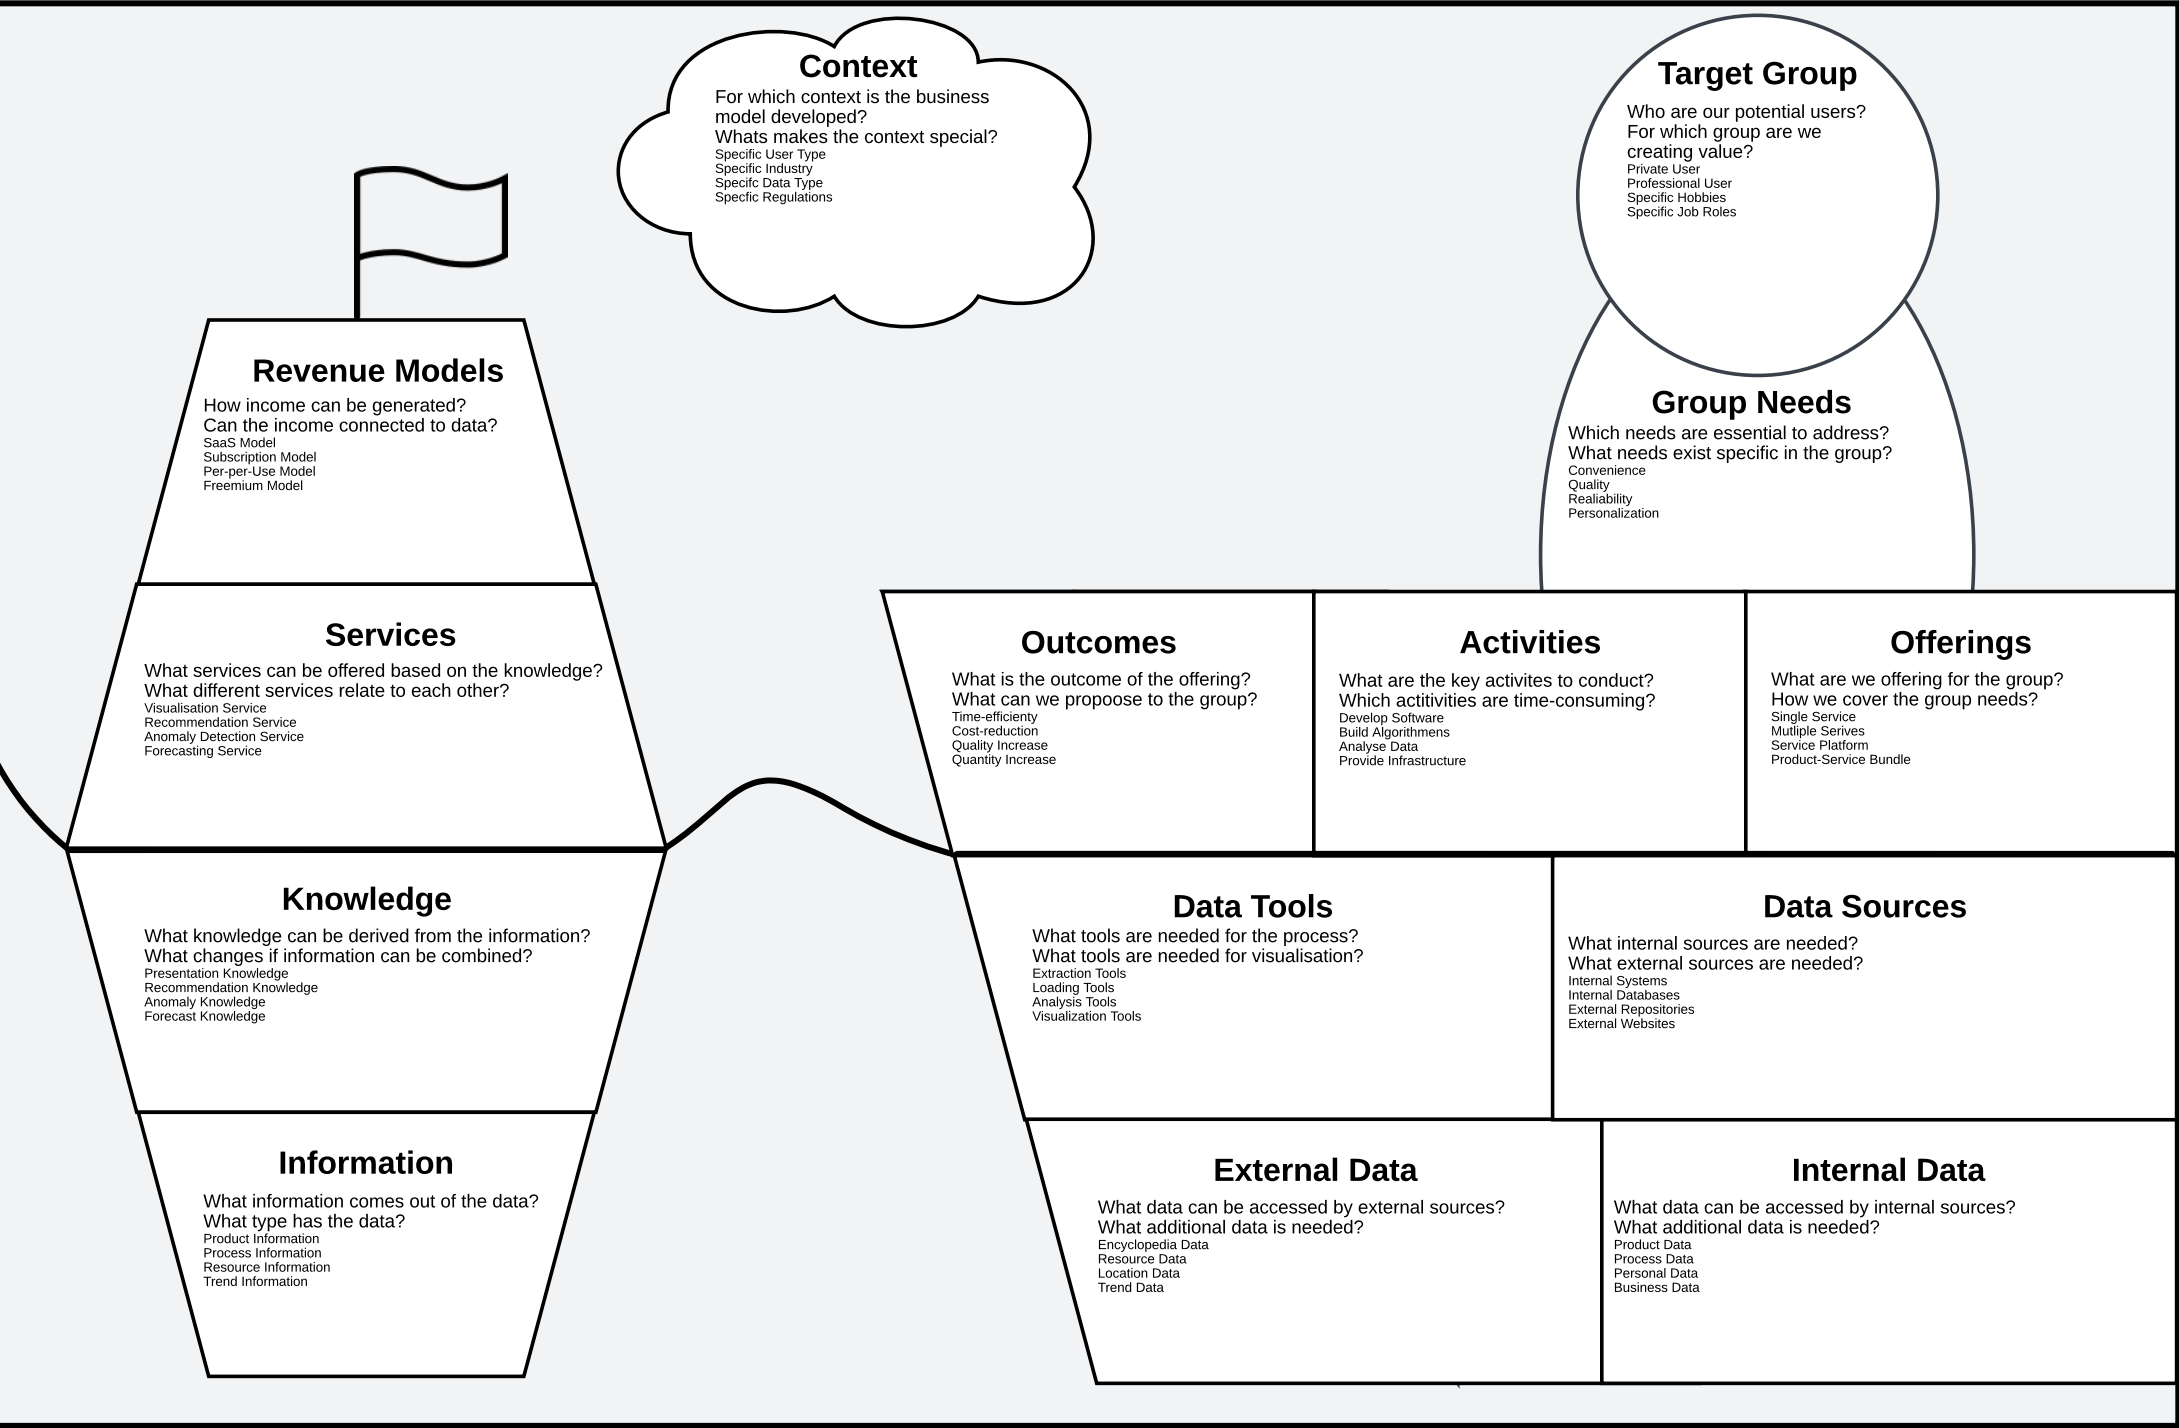 Context
For which context is the business
model developed?
Whats makes the context special?
Specific User Type
Specific Industry
Specifc Data Type
Specfic Regulations
Target Group
Who are our potential users?
For which group are we
creating value?
Private User
Professional User
Specific Hobbies
Specific Job Roles
Revenue Models
How income can be generated?
Can the income connected to data?
SaaS Model
Subscription Model
Per-per-Use Model
Freemium Model
Group Needs
Which needs are essential to address?
What needs exist specific in the group?
Convenience
Quality
Realiability
Personalization
Services
What services can be offered based on the knowledge?
What different services relate to each other?
Visualisation Service
Recommendation Service
Anomaly Detection Service
Forecasting Service
Outcomes
What is the outcome of the offering?
What can we propoose to the group?
Time-efficienty
Cost-reduction
Quality Increase
Quantity Increase
Activities
What are the key activites to conduct?
Which actitivities are time-consuming?
Develop Software
Build Algorithmens
Analyse Data
Provide Infrastructure
Offerings
What are we offering for the group?
How we cover the group needs?
Single Service
Mutliple Serives
Service Platform
Product-Service Bundle
Knowledge
What knowledge can be derived from the information?
What changes if information can be combined?
Presentation Knowledge
Recommendation Knowledge
Anomaly Knowledge
Forecast Knowledge
Data Tools
What tools are needed for the process?
What tools are needed for visualisation?
Extraction Tools
Loading Tools
Analysis Tools
Visualization Tools
Data Sources
What internal sources are needed?
What external sources are needed?
Internal Systems
Internal Databases
External Repositories
External Websites
Information
What information comes out of the data?
What type has the data?
Product Information
Process Information
Resource Information
Trend Information
External Data
What data can be accessed by external sources?
What additional data is needed?
Encyclopedia Data
Resource Data
Location Data
Trend Data
Internal Data
What data can be accessed by internal sources?
What additional data is needed?
Product Data
Process Data
Personal Data
Business Data